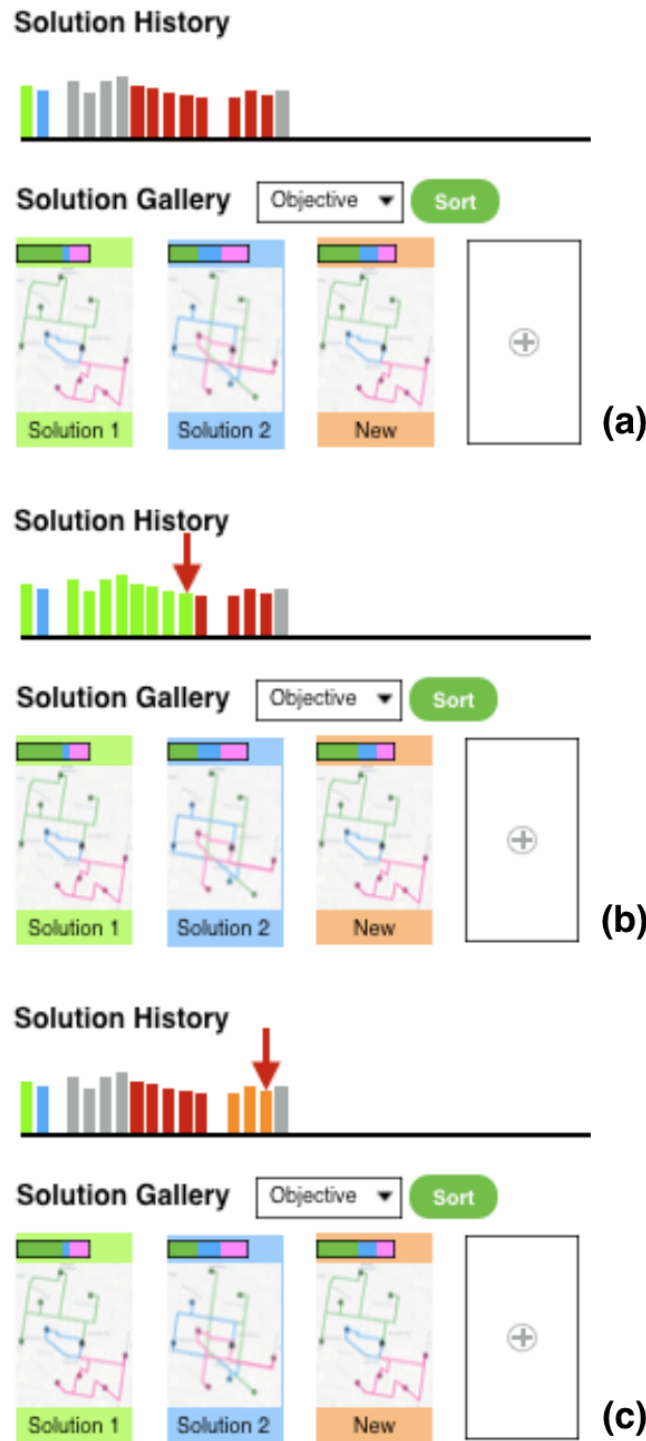 Solution History
Solution Gallery Objective Sort
Solution 1 Solution 2 New (a)
Solution History
Solution Gallery Objective Sort
Solution 1 Solution 2 New (b)
Solution History
Solution Gallery Objective Sort
Solution 1 Solution 2 New (c)